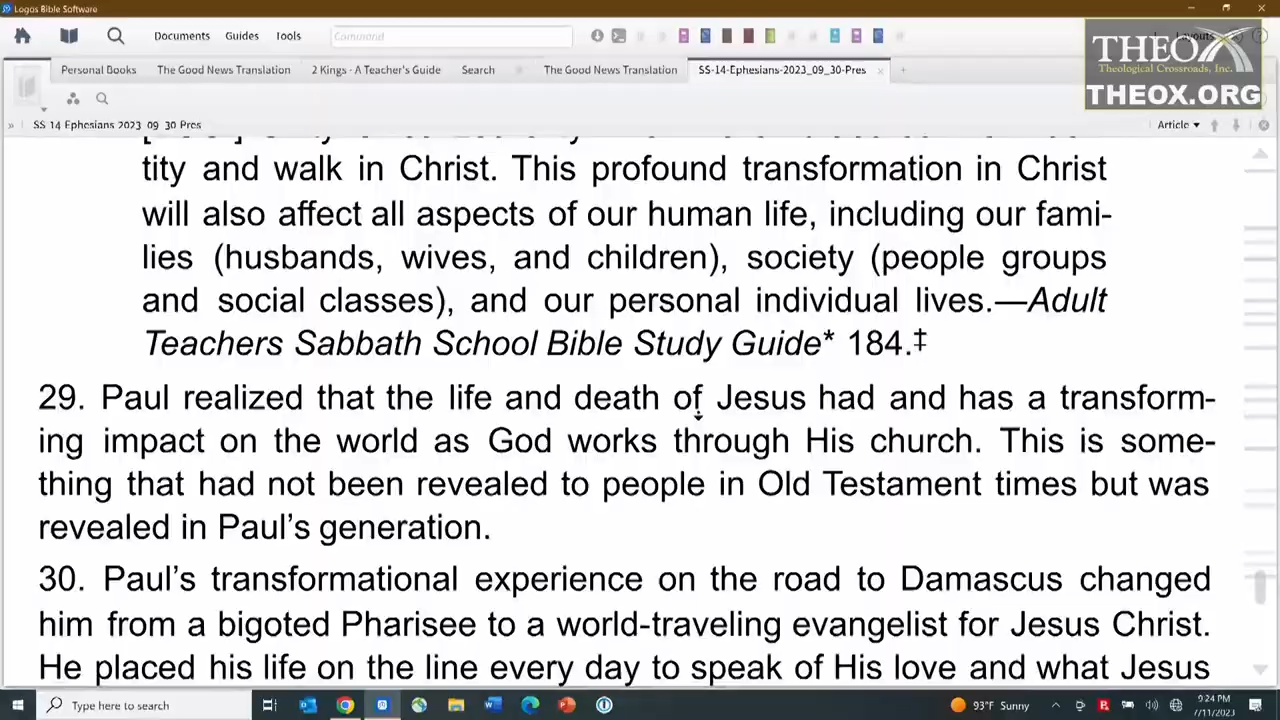 Logos Bible Software
Documents Guides Tools Command Layouts
THEOX
Theological Crossroads, Inc.
THEOX.ORG
Personal Books The Good News Translation 2 Kings - A Teacher's Guide Search The Good News Translation SS-14-Ephesians-2023_09_30-Pres
SS 14 Ephesians 2023 09 30 Pres Article
tity and walk in Christ. This profound transformation in Christ
will also affect all aspects of our human life, including our fami-
lies (husbands, wives, and children), society (people groups
and social classes), and our personal individual lives.—Adult
Teachers Sabbath School Bible Study Guide* 184.‡
29. Paul realized that the life and death of Jesus had and has a transform-
ing impact on the world as God works through His church. This is some-
thing that had not been revealed to people in Old Testament times but was
revealed in Paul's generation.
30. Paul's transformational experience on the road to Damascus changed
him from a bigoted Pharisee to a world-traveling evangelist for Jesus Christ.
He placed his life on the line every day to speak of His love and what Jesus
Type here to search 93°F Sunny 9:24 PM
7/11/2023